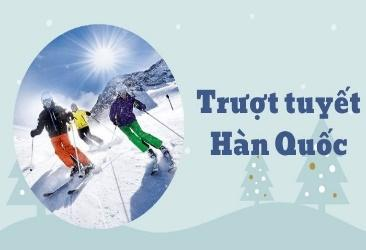 Trượt tuyết
Hàn Quốc